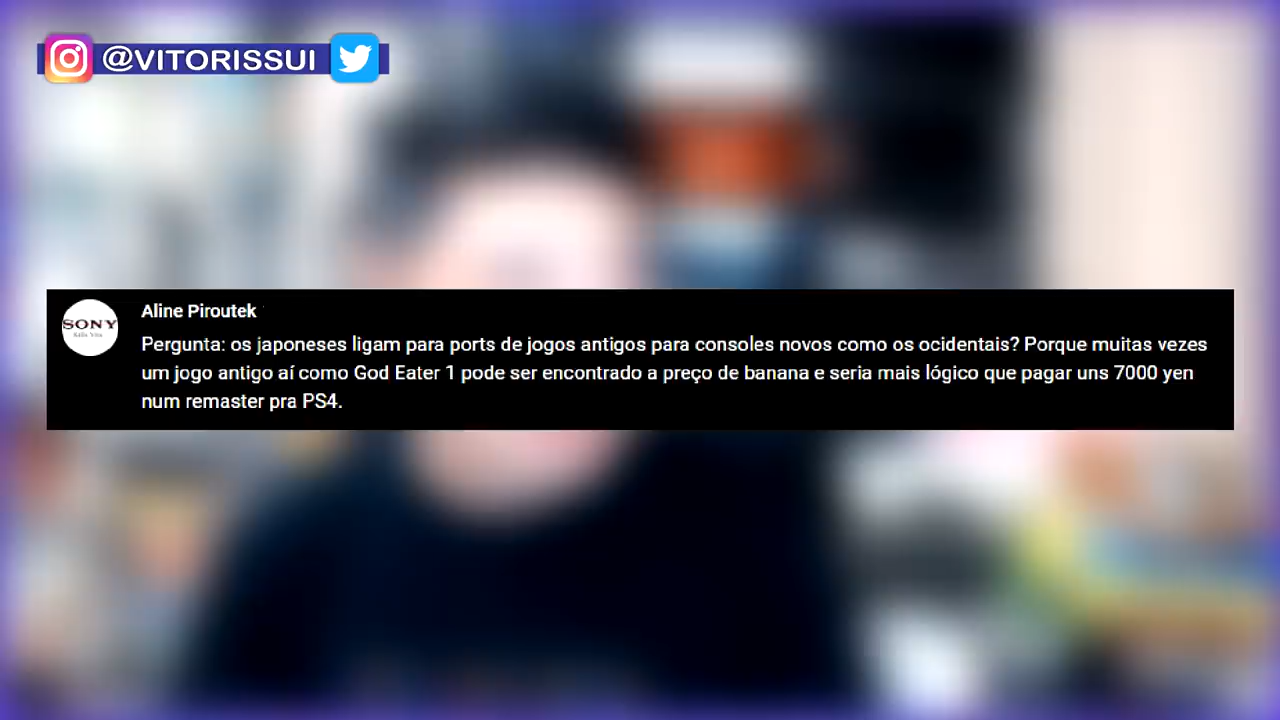 @VITORISSUI
Aline Piroutek
SONY
Pergunta: os japoneses ligam para ports de jogos antigos para consoles novos como os ocidentais? Porque muitas vezes
um jogo antigo aí como God Eater 1 pode ser encontrado a preço de banana e seria mais lógico que pagar uns 7000 yen
num remaster pra PS4.